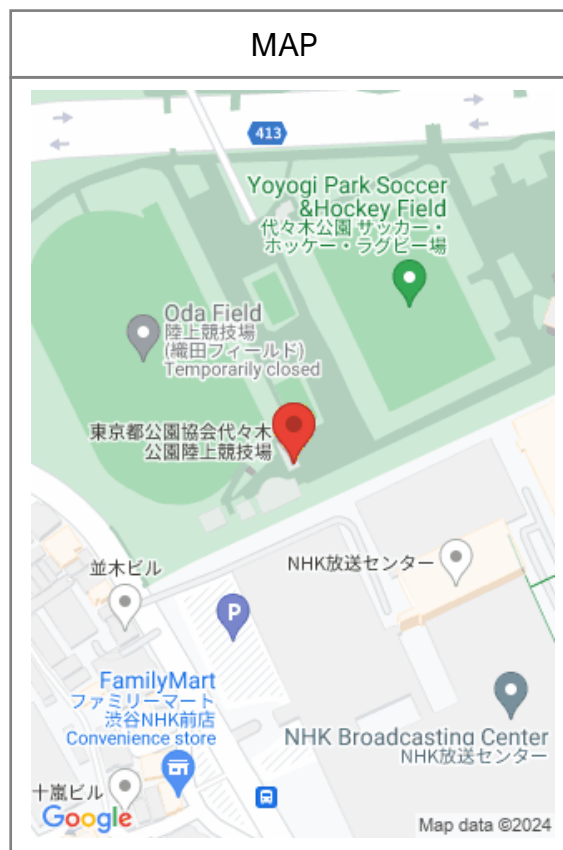 MAP
413
Yoyogi Park Soccer
&Hockey Field
代々木公園 サッカー・
ホッケー・ラグビー場
Oda Field
陸上競技場
(織田フィールド)
Temporarily closed
東京都公園協会代々木
公園陸上競技場
並木ビル
NHK放送センター
P
FamilyMart
ファミリーマート
渋谷NHK前店
Convenience store
NHK Broadcasting Center
NHK放送センター
十嵐ビル
Google
Map data ©2024